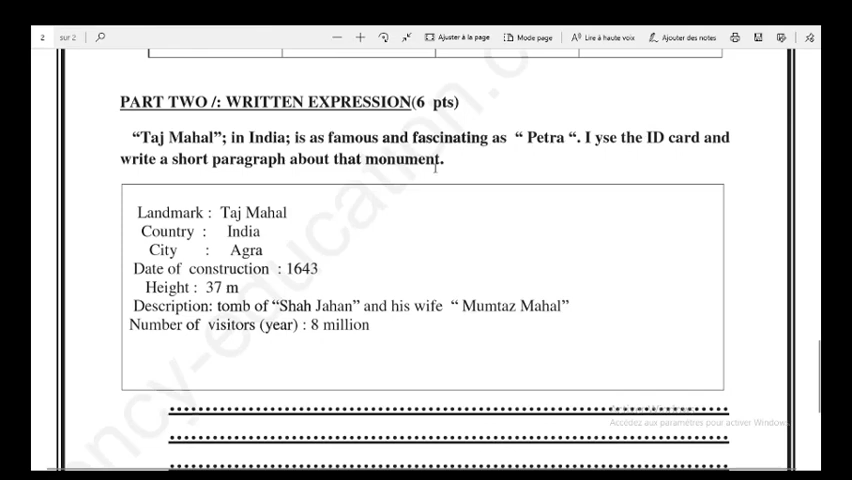 2 sur 2 Ajuster à la page Mode page Lire à haute voix Ajouter des notes
PART TWO /: WRITTEN EXPRESSION(6 pts)
“Taj Mahal”; in India; is as famous and fascinating as “ Petra “. I yse the ID card and
write a short paragraph about that monument.
Landmark : Taj Mahal
Country : India
City : Agra
Date of construction : 1643
Height : 37 m
Description: tomb of “Shah Jahan” and his wife “ Mumtaz Mahal”
Number of visitors (year) : 8 million
ency-education.c
Activer Windows
Accédez aux paramètres pour activer Windows.